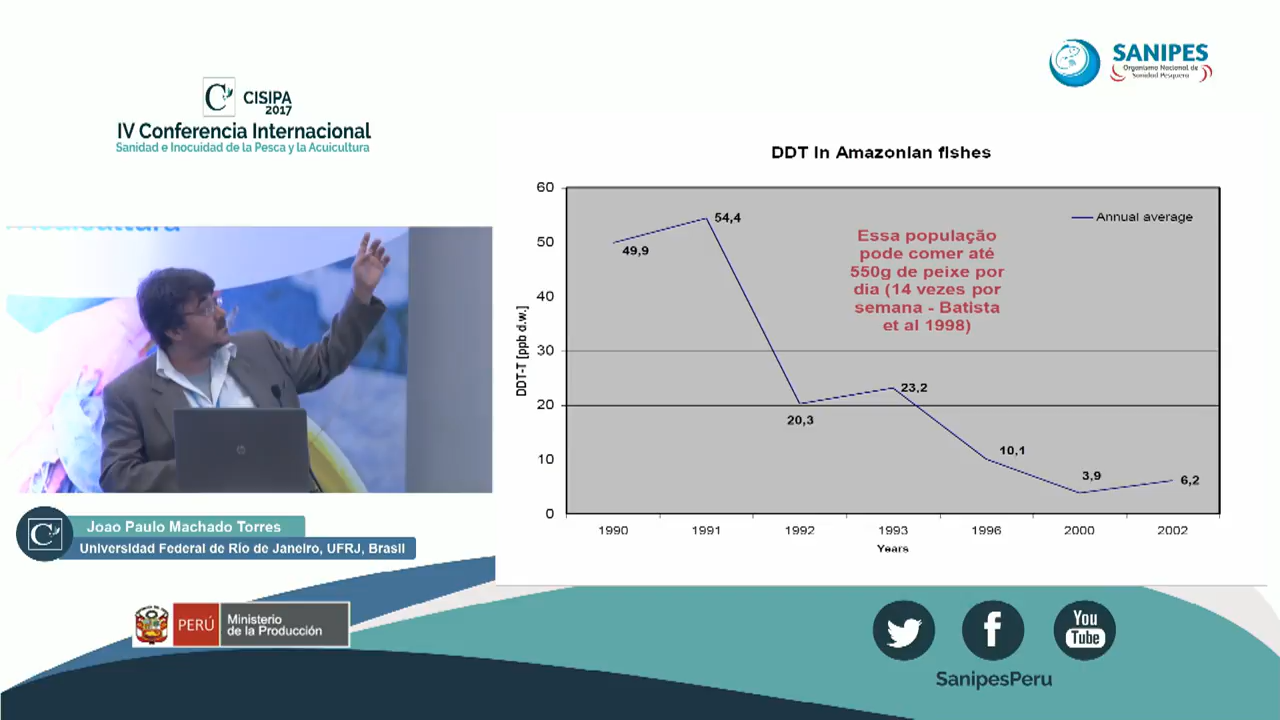 CISIPA
2017
IV Conferencia Internacional
Sanidad e Inocuidad de la Pesca y la Acuicultura
SANIPES
Organismo Nacional de
Sanidad Pesquera
DDT in Amazonian fishes
60
50
40
30
20
10
0
DDT-T [ppb d.w.]
49,9
54,4
20,3
23,2
10,1
3,9
6,2
Annual average
Essa população
pode comer até
550g de peixe por
dia (14 vezes por
semana - Batista
et al 1998)
1990
1991
1992
1993
1996
2000
2002
Years
hp
Joao Paulo Machado Torres
Universidad Federal de Río de Janeiro, UFRJ, Brasil
PERÚ
Ministerio
de la Producción
You
Tube
SanipesPeru